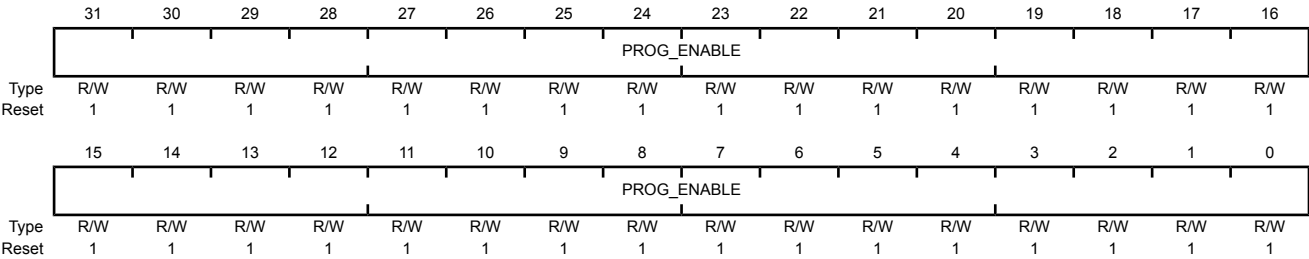 31 30 29 28 27 26 25 24 23 22 21 20 19 18 17 16
PROG_ENABLE
Type R/W R/W R/W R/W R/W R/W R/W R/W R/W R/W R/W R/W R/W R/W R/W R/W
Reset 1 1 1 1 1 1 1 1 1 1 1 1 1 1 1 1
15 14 13 12 11 10 9 8 7 6 5 4 3 2 1 0
PROG_ENABLE
Type R/W R/W R/W R/W R/W R/W R/W R/W R/W R/W R/W R/W R/W R/W R/W R/W
Reset 1 1 1 1 1 1 1 1 1 1 1 1 1 1 1 1